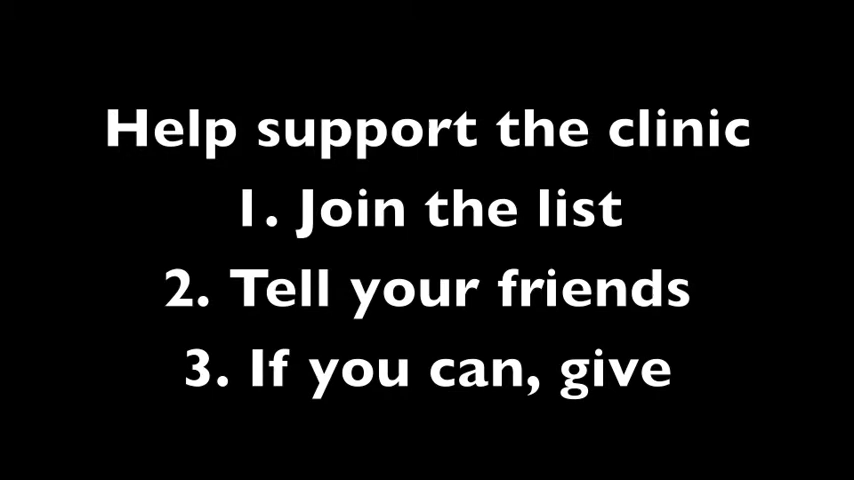 Help support the clinic
1. Join the list
2. Tell your friends
3. If you can, give